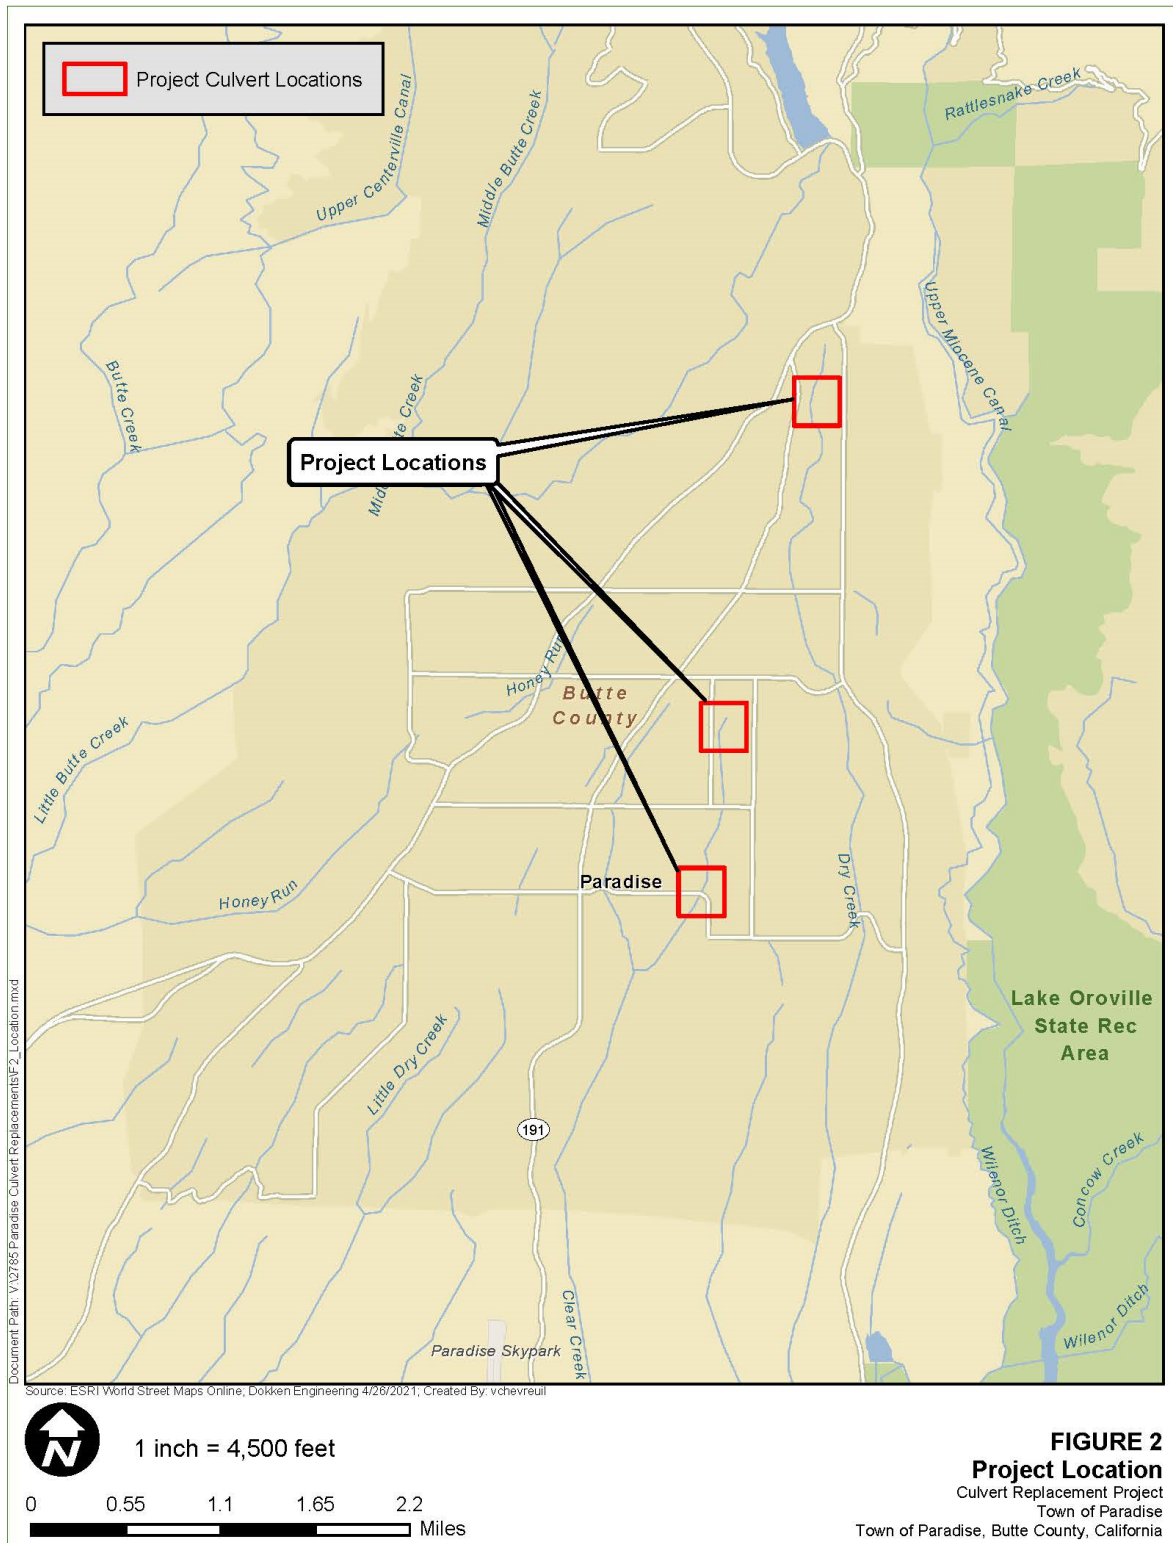 Project Culvert Locations
Rattlesnake Creek
Upper Centerville Canal
Middle Butte Creek
Upper Miocene Canal
Butte Creek
Project Locations
Honey Run
Butte
County
Little Butte Creek
Honey Run
Paradise
Dry Creek
Lake Oroville
State Rec
Area
Little Dry Creek
191
Wilenor Ditch
Concow Creek
Clear Creek
Wilenor Ditch
Paradise Skypark
Document Path: V:\2785 Paradise Culvert Replacements\F2_Location.mxd
Source: ESRI World Street Maps Online; Dokken Engineering 4/26/2021; Created By: vchevreuil
N
1 inch = 4,500 feet
0 0.55 1.1 1.65 2.2
Miles
FIGURE 2
Project Location
Culvert Replacement Project
Town of Paradise
Town of Paradise, Butte County, California